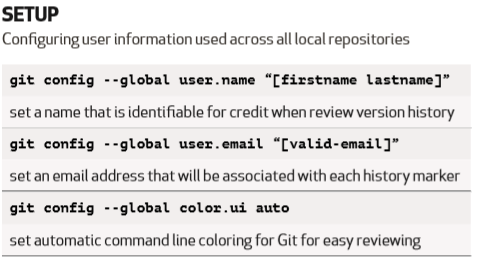 SETUP
Configuring user information used across all local repositories
git config --global user.name “[firstname lastname]”
set a name that is identifiable for credit when review version history
git config --global user.email “[valid-email]”
set an email address that will be associated with each history marker
git config --global color.ui auto
set automatic command line coloring for Git for easy reviewing